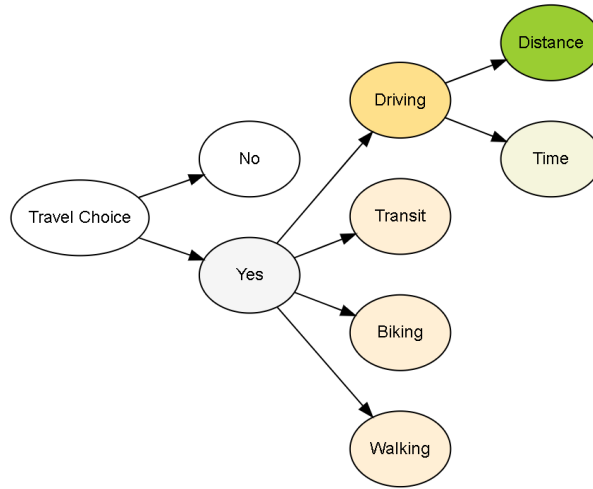 Travel Choice
No
Yes
Driving
Transit
Biking
Walking
Distance
Time